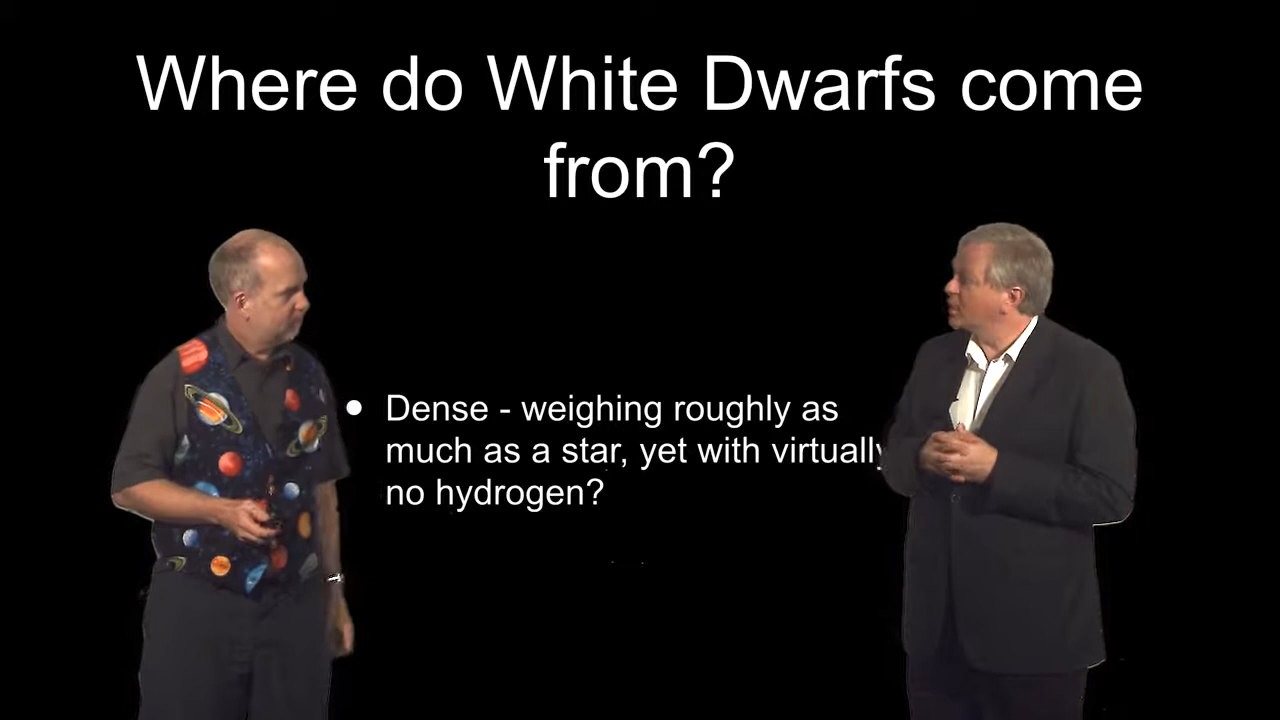 Where do White Dwarfs come
from?
• Dense - weighing roughly as
much as a star, yet with virtually
no hydrogen?